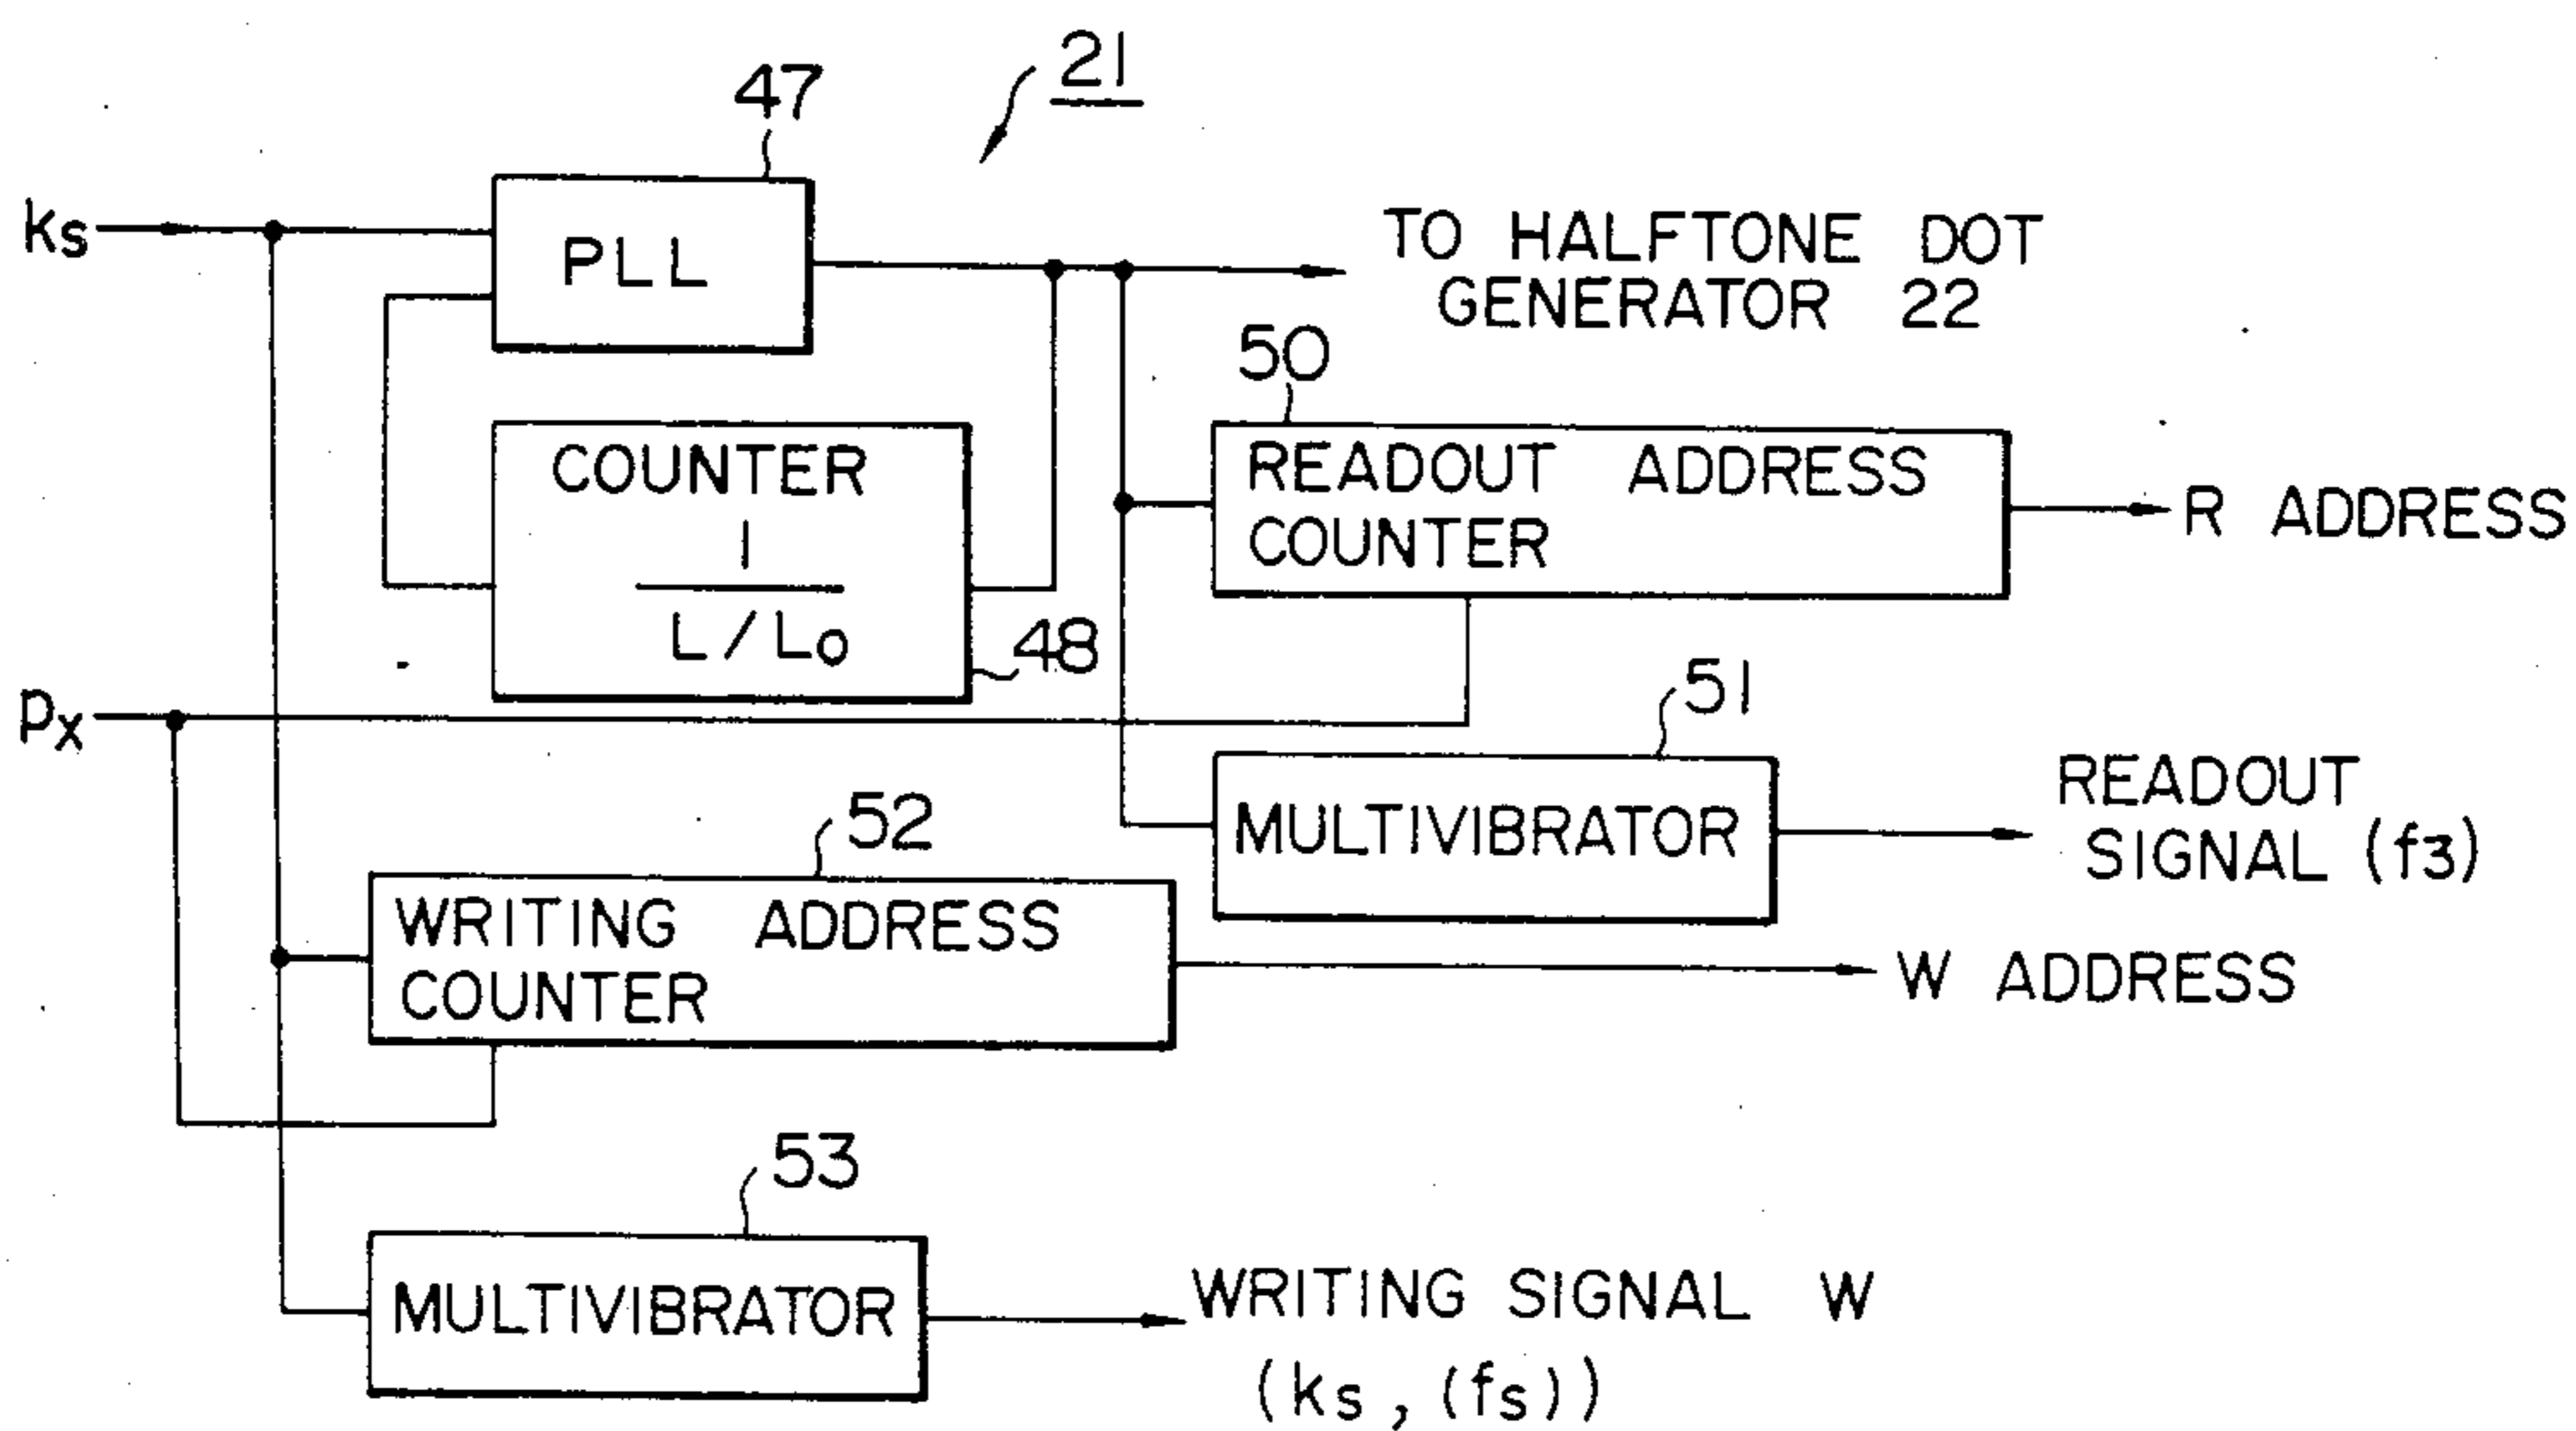 21
47
ks
PLL
TO HALFTONE DOT
GENERATOR 22
50
COUNTER
1
L/Lo
48
READOUT ADDRESS
COUNTER
R ADDRESS
px
51
MULTIVIBRATOR
READOUT
SIGNAL (f3)
52
WRITING ADDRESS
COUNTER
W ADDRESS
53
MULTIVIBRATOR
WRITING SIGNAL W
(ks, (fs))